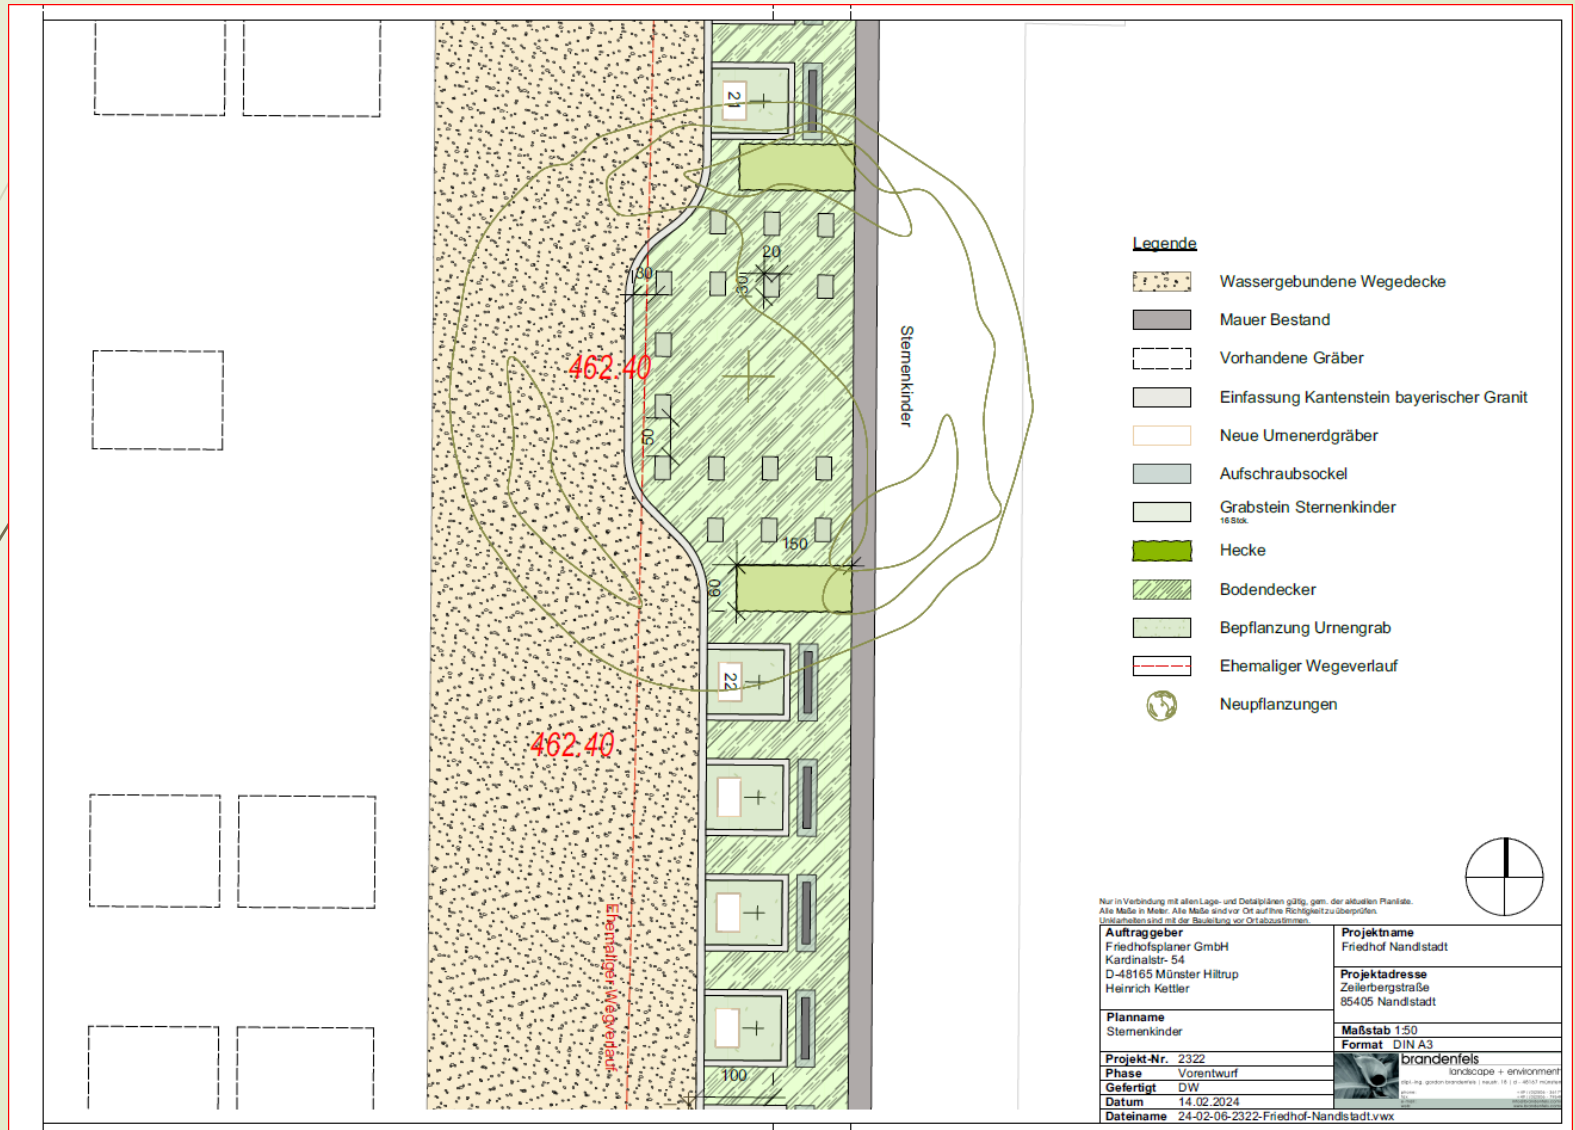 21
20
30
30
462.40
Sternenkinder
50
150
60
22
462.40
Ehemaliger Wegeverlauf
100
Legende
Wassergebundene Wegedecke
Mauer Bestand
Vorhandene Gräber
Einfassung Kantenstein bayerischer Granit
Neue Urnenerdgräber
Aufschraubsockel
Grabstein Sternenkinder
16 Stck.
Hecke
Bodendecker
Bepflanzung Urnengrab
Ehemaliger Wegeverlauf
Neupflanzungen
Nur in Verbindung mit allen Lage- und Detailplänen gültig, gem. der aktuellen Planliste.
Alle Maße in Meter. Alle Maße sind vor Ort auf ihre Richtigkeit zu überprüfen.
Unklarheiten sind mit der Bauleitung vor Ort abzustimmen.
Auftraggeber
Friedhofsplaner GmbH
Kardinalstr- 54
D-48165 Münster Hiltrup
Heinrich Kettler
Projektname
Friedhof Nandlstadt
Projektadresse
Zeilerbergstraße
85405 Nandlstadt
Planname
Sternenkinder
Maßstab 1:50
Format DIN A3
Projekt-Nr. 2322
Phase Vorentwurf
Gefertigt DW
Datum 14.02.2024
Dateiname 24-02-06-2322-Friedhof-Nandlstadt.vwx
brandenfels
landscape + environment